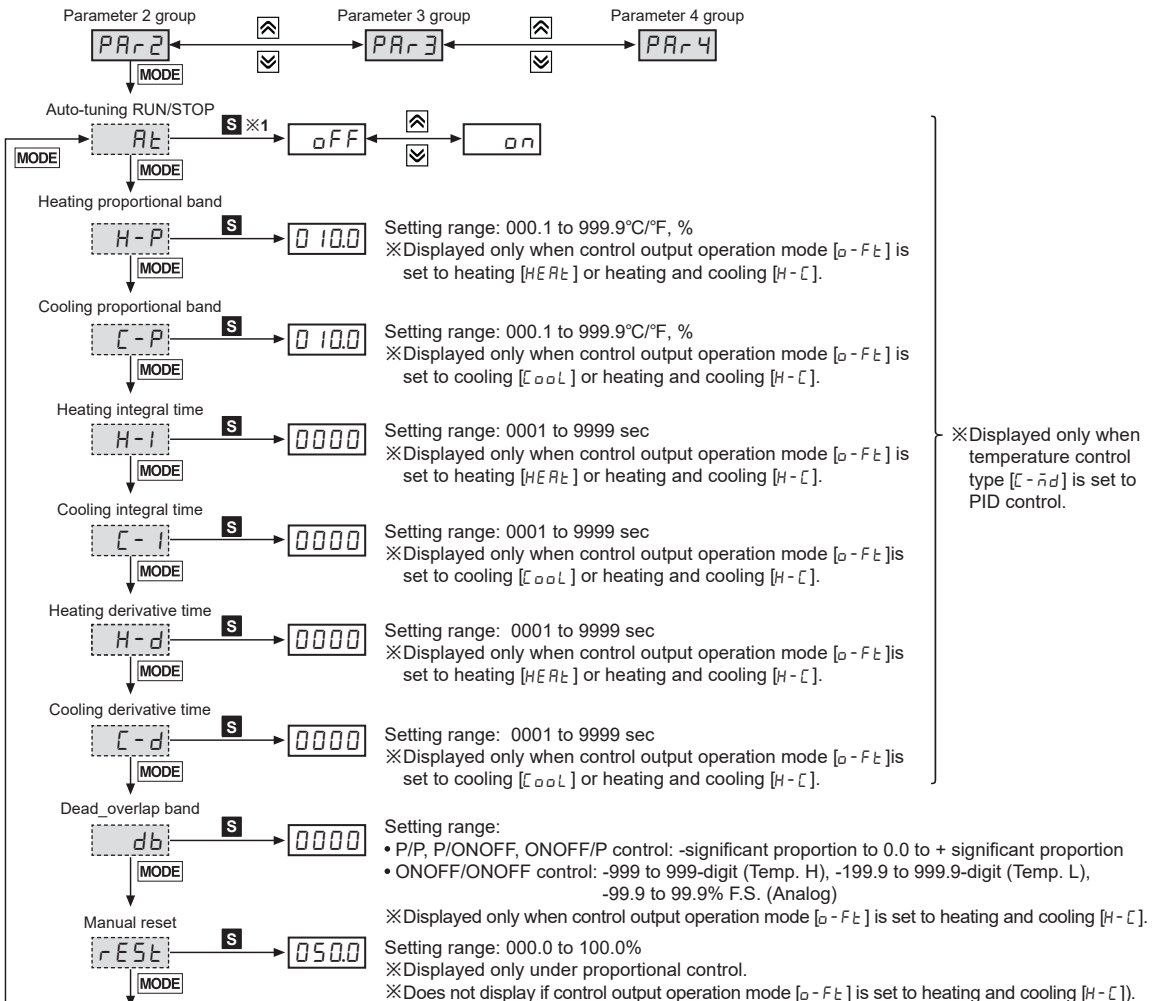 Parameter 2 group
Parameter 3 group
Parameter 4 group
PAr2
PAr3
PAr4
MODE
Auto-tuning RUN/STOP
MODE
At
S ※1
oFF
on
MODE
Heating proportional band
H-P
S
010.0
Setting range: 000.1 to 999.9°C/°F, %
※Displayed only when control output operation mode [o-Ft] is
set to heating [HEAt] or heating and cooling [H-C].
MODE
Cooling proportional band
C-P
S
010.0
Setting range: 000.1 to 999.9°C/°F, %
※Displayed only when control output operation mode [o-Ft] is
set to cooling [CooL] or heating and cooling [H-C].
MODE
Heating integral time
H-I
S
0000
Setting range: 0001 to 9999 sec
※Displayed only when control output operation mode [o-Ft] is
set to heating [HEAt] or heating and cooling [H-C].
MODE
Cooling integral time
C-I
S
0000
Setting range: 0001 to 9999 sec
※Displayed only when control output operation mode [o-Ft]is
set to cooling [CooL] or heating and cooling [H-C].
MODE
Heating derivative time
H-d
S
0000
Setting range: 0001 to 9999 sec
※Displayed only when control output operation mode [o-Ft]is
set to heating [HEAt] or heating and cooling [H-C].
MODE
Cooling derivative time
C-d
S
0000
Setting range: 0001 to 9999 sec
※Displayed only when control output operation mode [o-Ft]is
set to cooling [CooL] or heating and cooling [H-C].
MODE
※Displayed only when
temperature control
type [C-md] is set to
PID control.
Dead_overlap band
db
S
0000
Setting range:
• P/P, P/ONOFF, ONOFF/P control: -significant proportion to 0.0 to + significant proportion
• ONOFF/ONOFF control: -999 to 999-digit (Temp. H), -199.9 to 999.9-digit (Temp. L),
-99.9 to 99.9% F.S. (Analog)
※Displayed only when control output operation mode [o-Ft] is set to heating and cooling [H-C].
MODE
Manual reset
rESt
S
050.0
Setting range: 000.0 to 100.0%
※Displayed only under proportional control.
※Does not display if control output operation mode [o-Ft] is set to heating and cooling [H-C]).
MODE